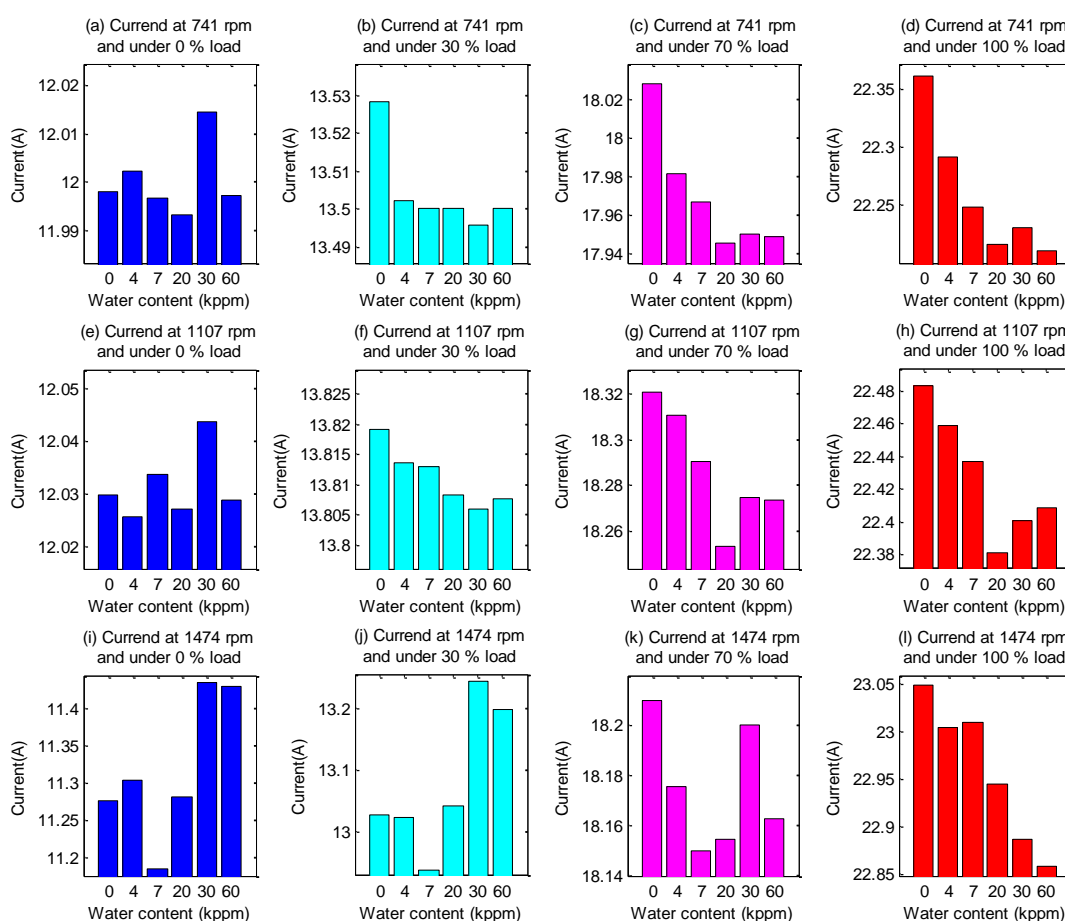 (a) Currend at 741 rpm
and under 0 % load
(b) Currend at 741 rpm
and under 30 % load
(c) Currend at 741 rpm
and under 70 % load
(d) Currend at 741 rpm
and under 100 % load
12.02
12.01
12
11.99
Current(A)
0 4 7 20 30 60
Water content (kppm)
13.53
13.52
13.51
13.5
13.49
Current(A)
0 4 7 20 30 60
Water content (kppm)
18.02
18
17.98
17.96
17.94
Current(A)
0 4 7 20 30 60
Water content (kppm)
22.35
22.3
22.25
Current(A)
0 4 7 20 30 60
Water content (kppm)
(e) Currend at 1107 rpm
and under 0 % load
(f) Currend at 1107 rpm
and under 30 % load
(g) Currend at 1107 rpm
and under 70 % load
(h) Currend at 1107 rpm
and under 100 % load
12.05
12.04
12.03
12.02
Current(A)
0 4 7 20 30 60
Water content (kppm)
13.825
13.82
13.815
13.81
13.805
13.8
Current(A)
0 4 7 20 30 60
Water content (kppm)
18.32
18.3
18.28
18.26
Current(A)
0 4 7 20 30 60
Water content (kppm)
22.48
22.46
22.44
22.42
22.4
22.38
Current(A)
0 4 7 20 30 60
Water content (kppm)
(i) Currend at 1474 rpm
and under 0 % load
(j) Currend at 1474 rpm
and under 30 % load
(k) Currend at 1474 rpm
and under 70 % load
(l) Currend at 1474 rpm
and under 100 % load
11.4
11.35
11.3
11.25
11.2
Current(A)
0 4 7 20 30 60
Water content (kppm)
13.2
13.1
13
Current(A)
0 4 7 20 30 60
Water content (kppm)
18.2
18.18
18.16
18.14
Current(A)
0 4 7 20 30 60
Water content (kppm)
23.05
23
22.95
22.9
22.85
Current(A)
0 4 7 20 30 60
Water content (kppm)